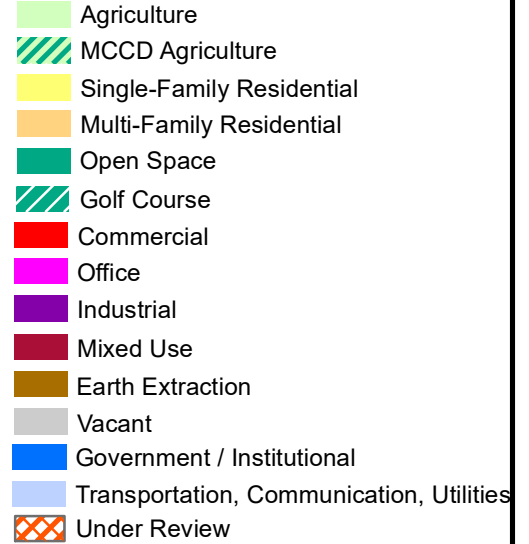 Agriculture
MCCD Agriculture
Single-Family Residential
Multi-Family Residential
Open Space
Golf Course
Commercial
Office
Industrial
Mixed Use
Earth Extraction
Vacant
Government / Institutional
Transportation, Communication, Utilities
Under Review